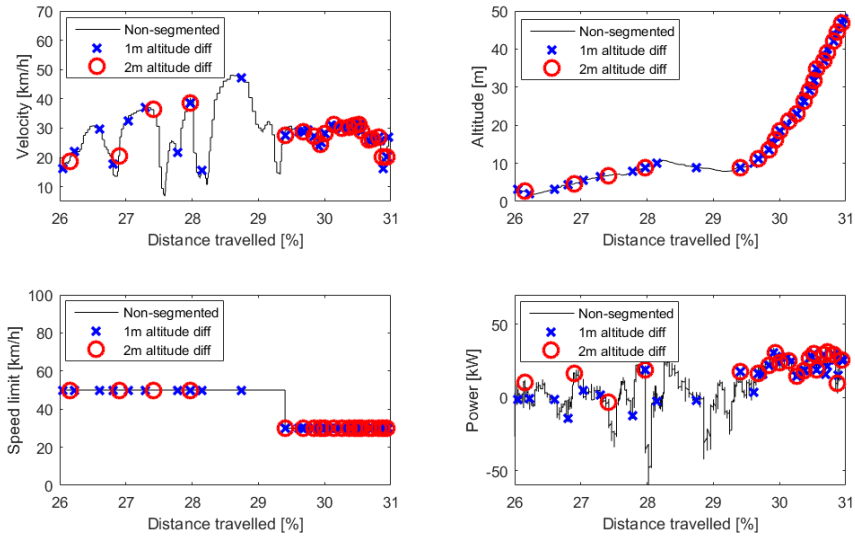 70
60
50
40
30
20
10
Velocity [km/h]
Non-segmented
1m altitude diff
2m altitude diff
26 27 28 29 30 31
Distance travelled [%]
50
40
30
20
10
0
Altitude [m]
Non-segmented
1m altitude diff
2m altitude diff
26 27 28 29 30 31
Distance travelled [%]
100
80
60
40
20
0
Speed limit [km/h]
Non-segmented
1m altitude diff
2m altitude diff
26 27 28 29 30 31
Distance travelled [%]
50
0
-50
Power [kW]
Non-segmented
1m altitude diff
2m altitude diff
26 27 28 29 30 31
Distance travelled [%]